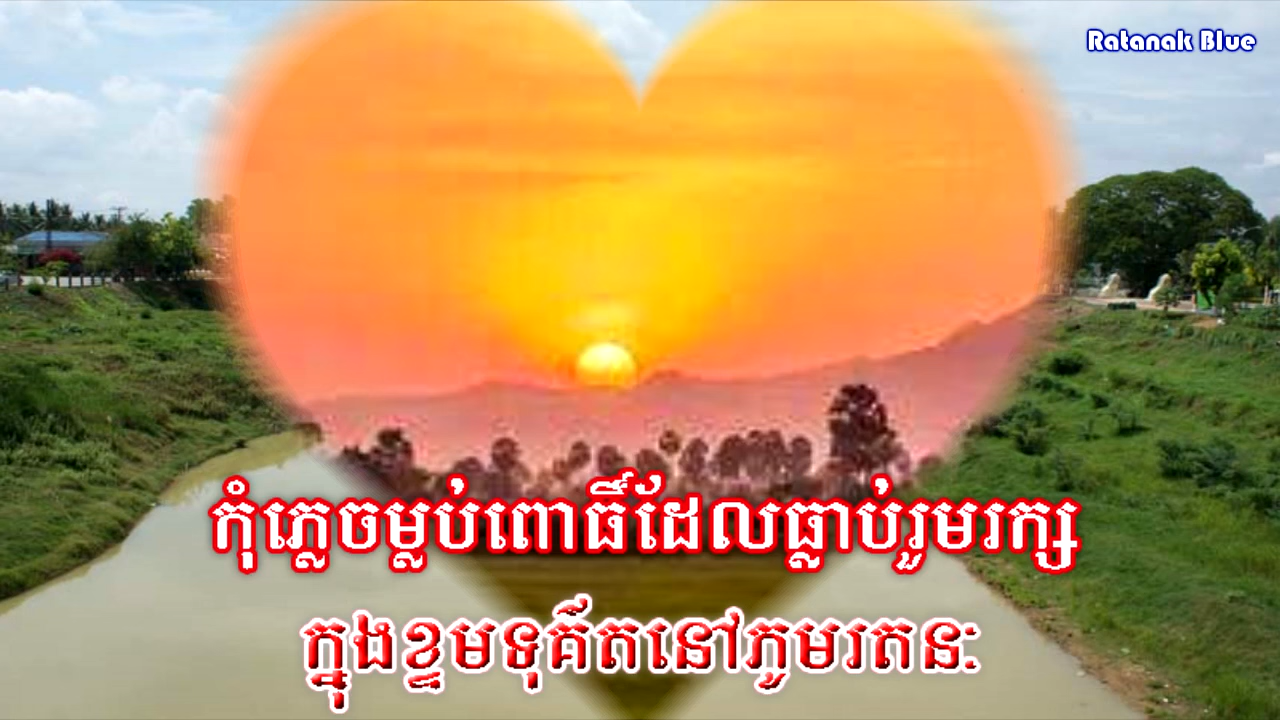 Ratanak Blue
កុំភ្លេចម្លប់ពោធិ៍ដែលធ្លាប់រួមរក្ស
ក្នុងខ្ទមទុគ៌តនៅភូមរតនៈ